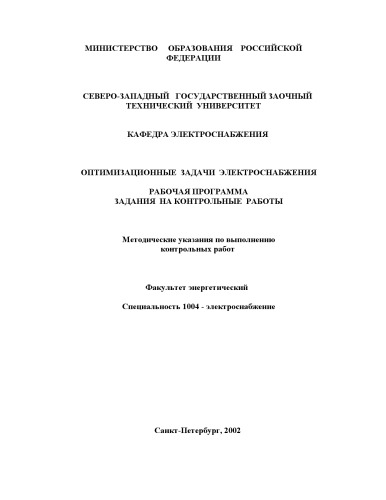 МИНИСТЕРСТВО ОБРАЗОВАНИЯ РОССИЙСКОЙ
ФЕДЕРАЦИИ
СЕВЕРО-ЗАПАДНЫЙ ГОСУДАРСТВЕННЫЙ ЗАОЧНЫЙ
ТЕХНИЧЕСКИЙ УНИВЕРСИТЕТ
КАФЕДРА ЭЛЕКТРОСНАБЖЕНИЯ
ОПТИМИЗАЦИОННЫЕ ЗАДАЧИ ЭЛЕКТРОСНАБЖЕНИЯ
РАБОЧАЯ ПРОГРАММА
ЗАДАНИЯ НА КОНТРОЛЬНЫЕ РАБОТЫ
Методические указания по выполнению
контрольных работ
Факультет энергетический
Специальность 1004 - электроснабжение
Санкт-Петербург, 2002